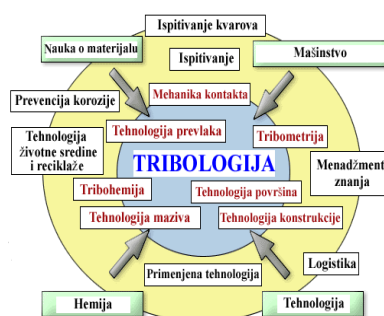 Ispitivanje kvarova
Nauka o materijalu
Ispitivanje
Mašinstvo
Mehanika kontakta
Prevencija korozije
Tehnologija prevlaka
Tribometrija
Tehnologija
životne sredine
i reciklaže
TRIBOLOGIJA
Menadžment
znanja
Tribohemija
Tehnologija površina
Tehnologija maziva
Tehnologija konstrukcije
Logistika
Primenjena tehnologija
Hemija
Tehnologija